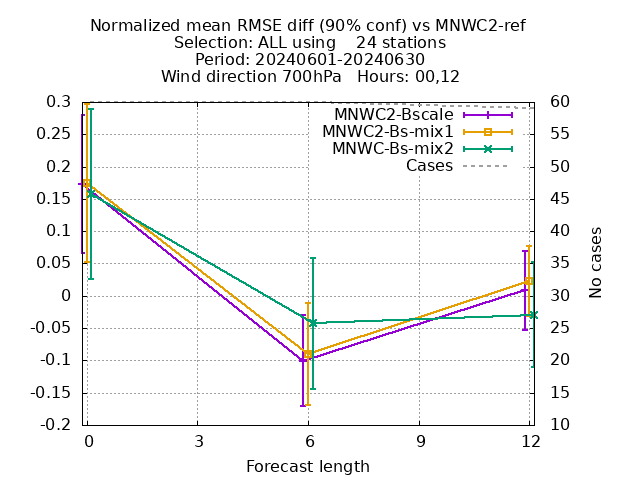 Normalized mean RMSE diff (90% conf) vs MNWC2-ref
Selection: ALL using    24 stations
Period: 20240601-20240630
Wind direction 700hPa   Hours: 00,12
MNWC2-Bscale
MNWC2-Bs-mix1
MNWC-Bs-mix2
Cases
0.3
0.25
0.2
0.15
0.1
0.05
0
-0.05
-0.1
-0.15
-0.2
60
55
50
45
40
35
30
25
20
15
10
No cases
0 3 6 9 12
Forecast length